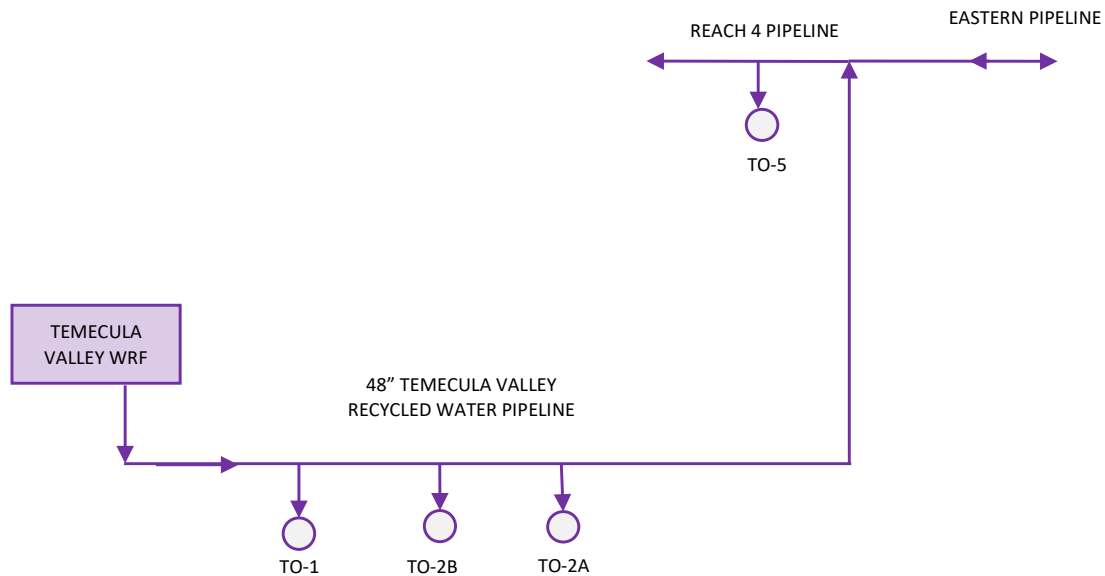 EASTERN PIPELINE
REACH 4 PIPELINE
TO-5
TEMECULA
VALLEY WRF
48” TEMECULA VALLEY
RECYCLED WATER PIPELINE
TO-1
TO-2B
TO-2A